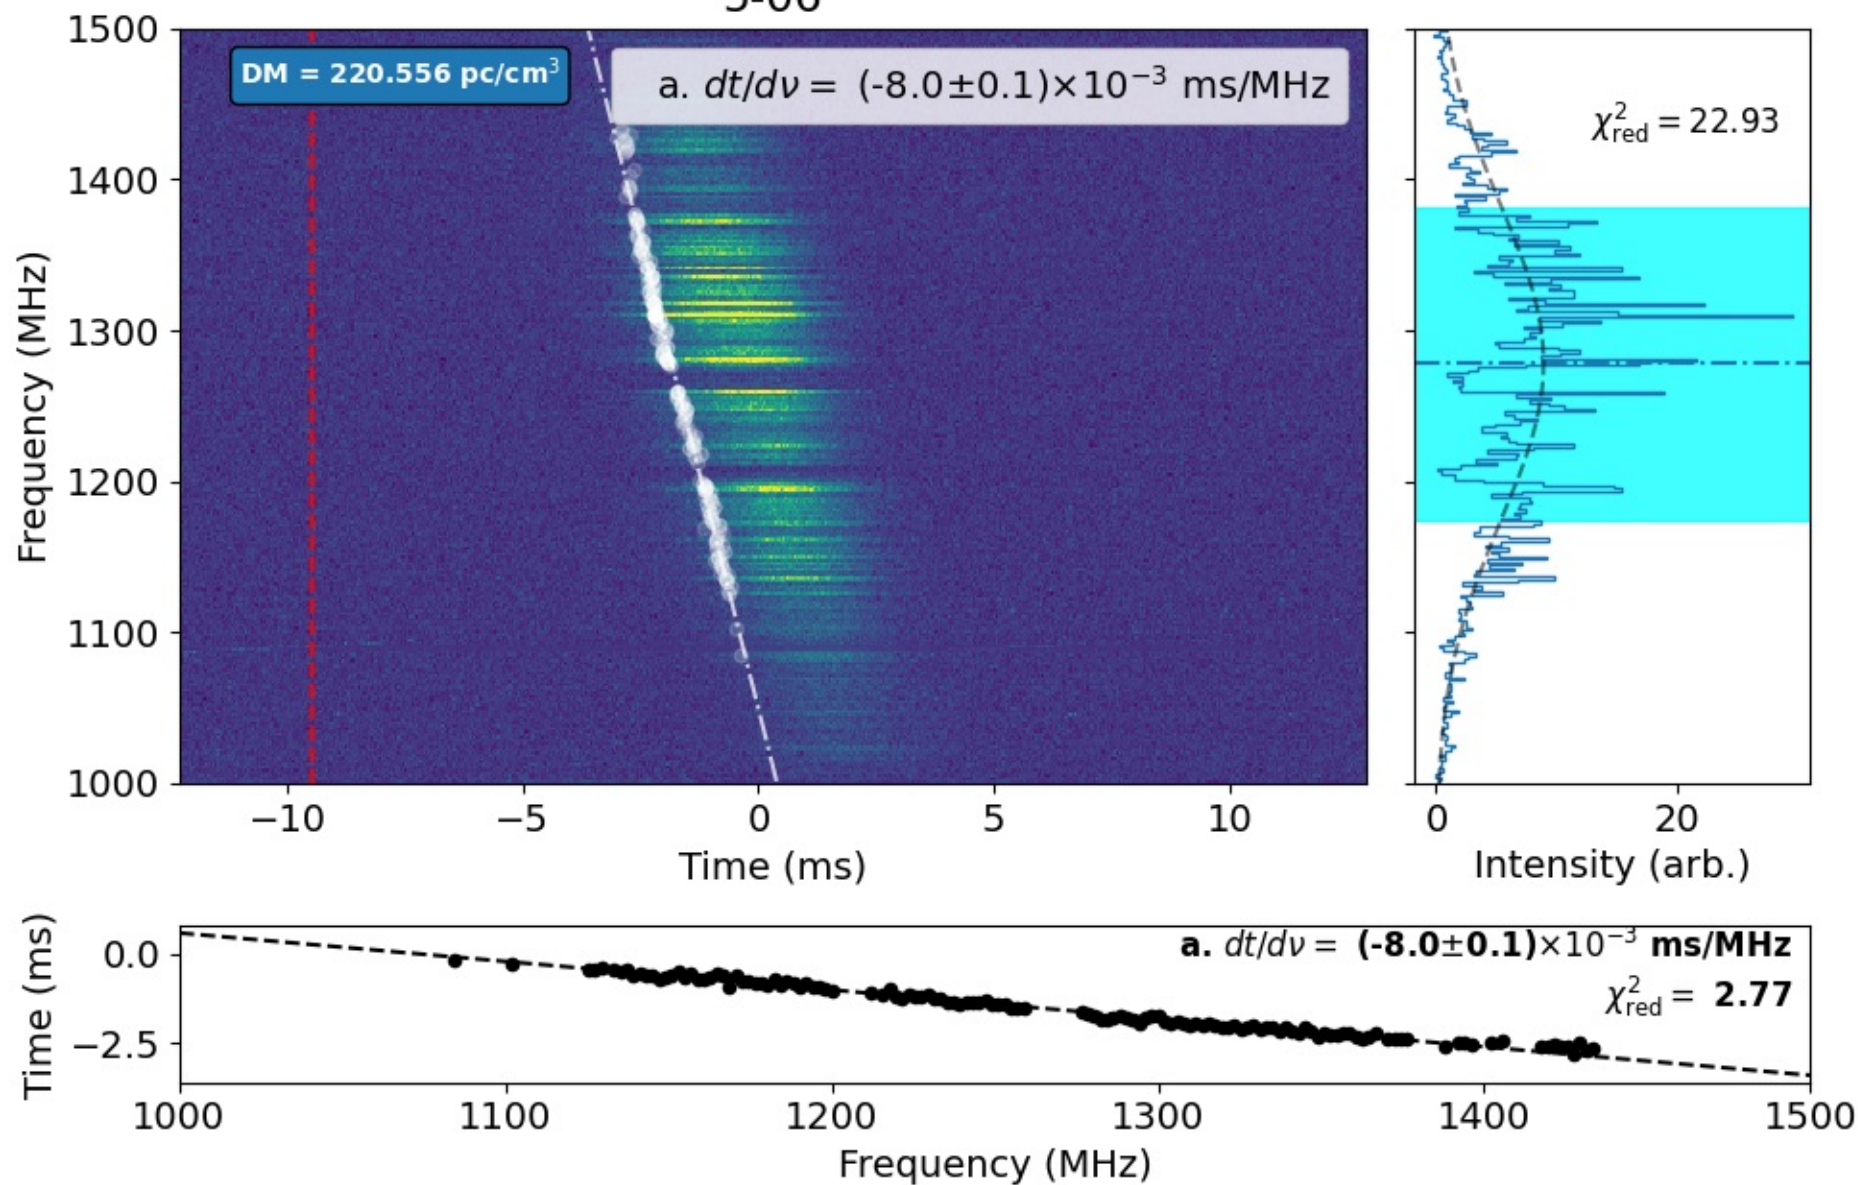 1500
DM = 220.556 pc/cm³
a. dt/dν = (-8.0±0.1)×10⁻³ ms/MHz
χ²red = 22.93
1400
1300
1200
1100
1000
Frequency (MHz)
−10 −5 0 5 10
0 20
Time (ms)
Intensity (arb.)
Time (ms)
0.0
−2.5
a. dt/dν = (-8.0±0.1)×10⁻³ ms/MHz
χ²red = 2.77
1000 1100 1200 1300 1400 1500
Frequency (MHz)